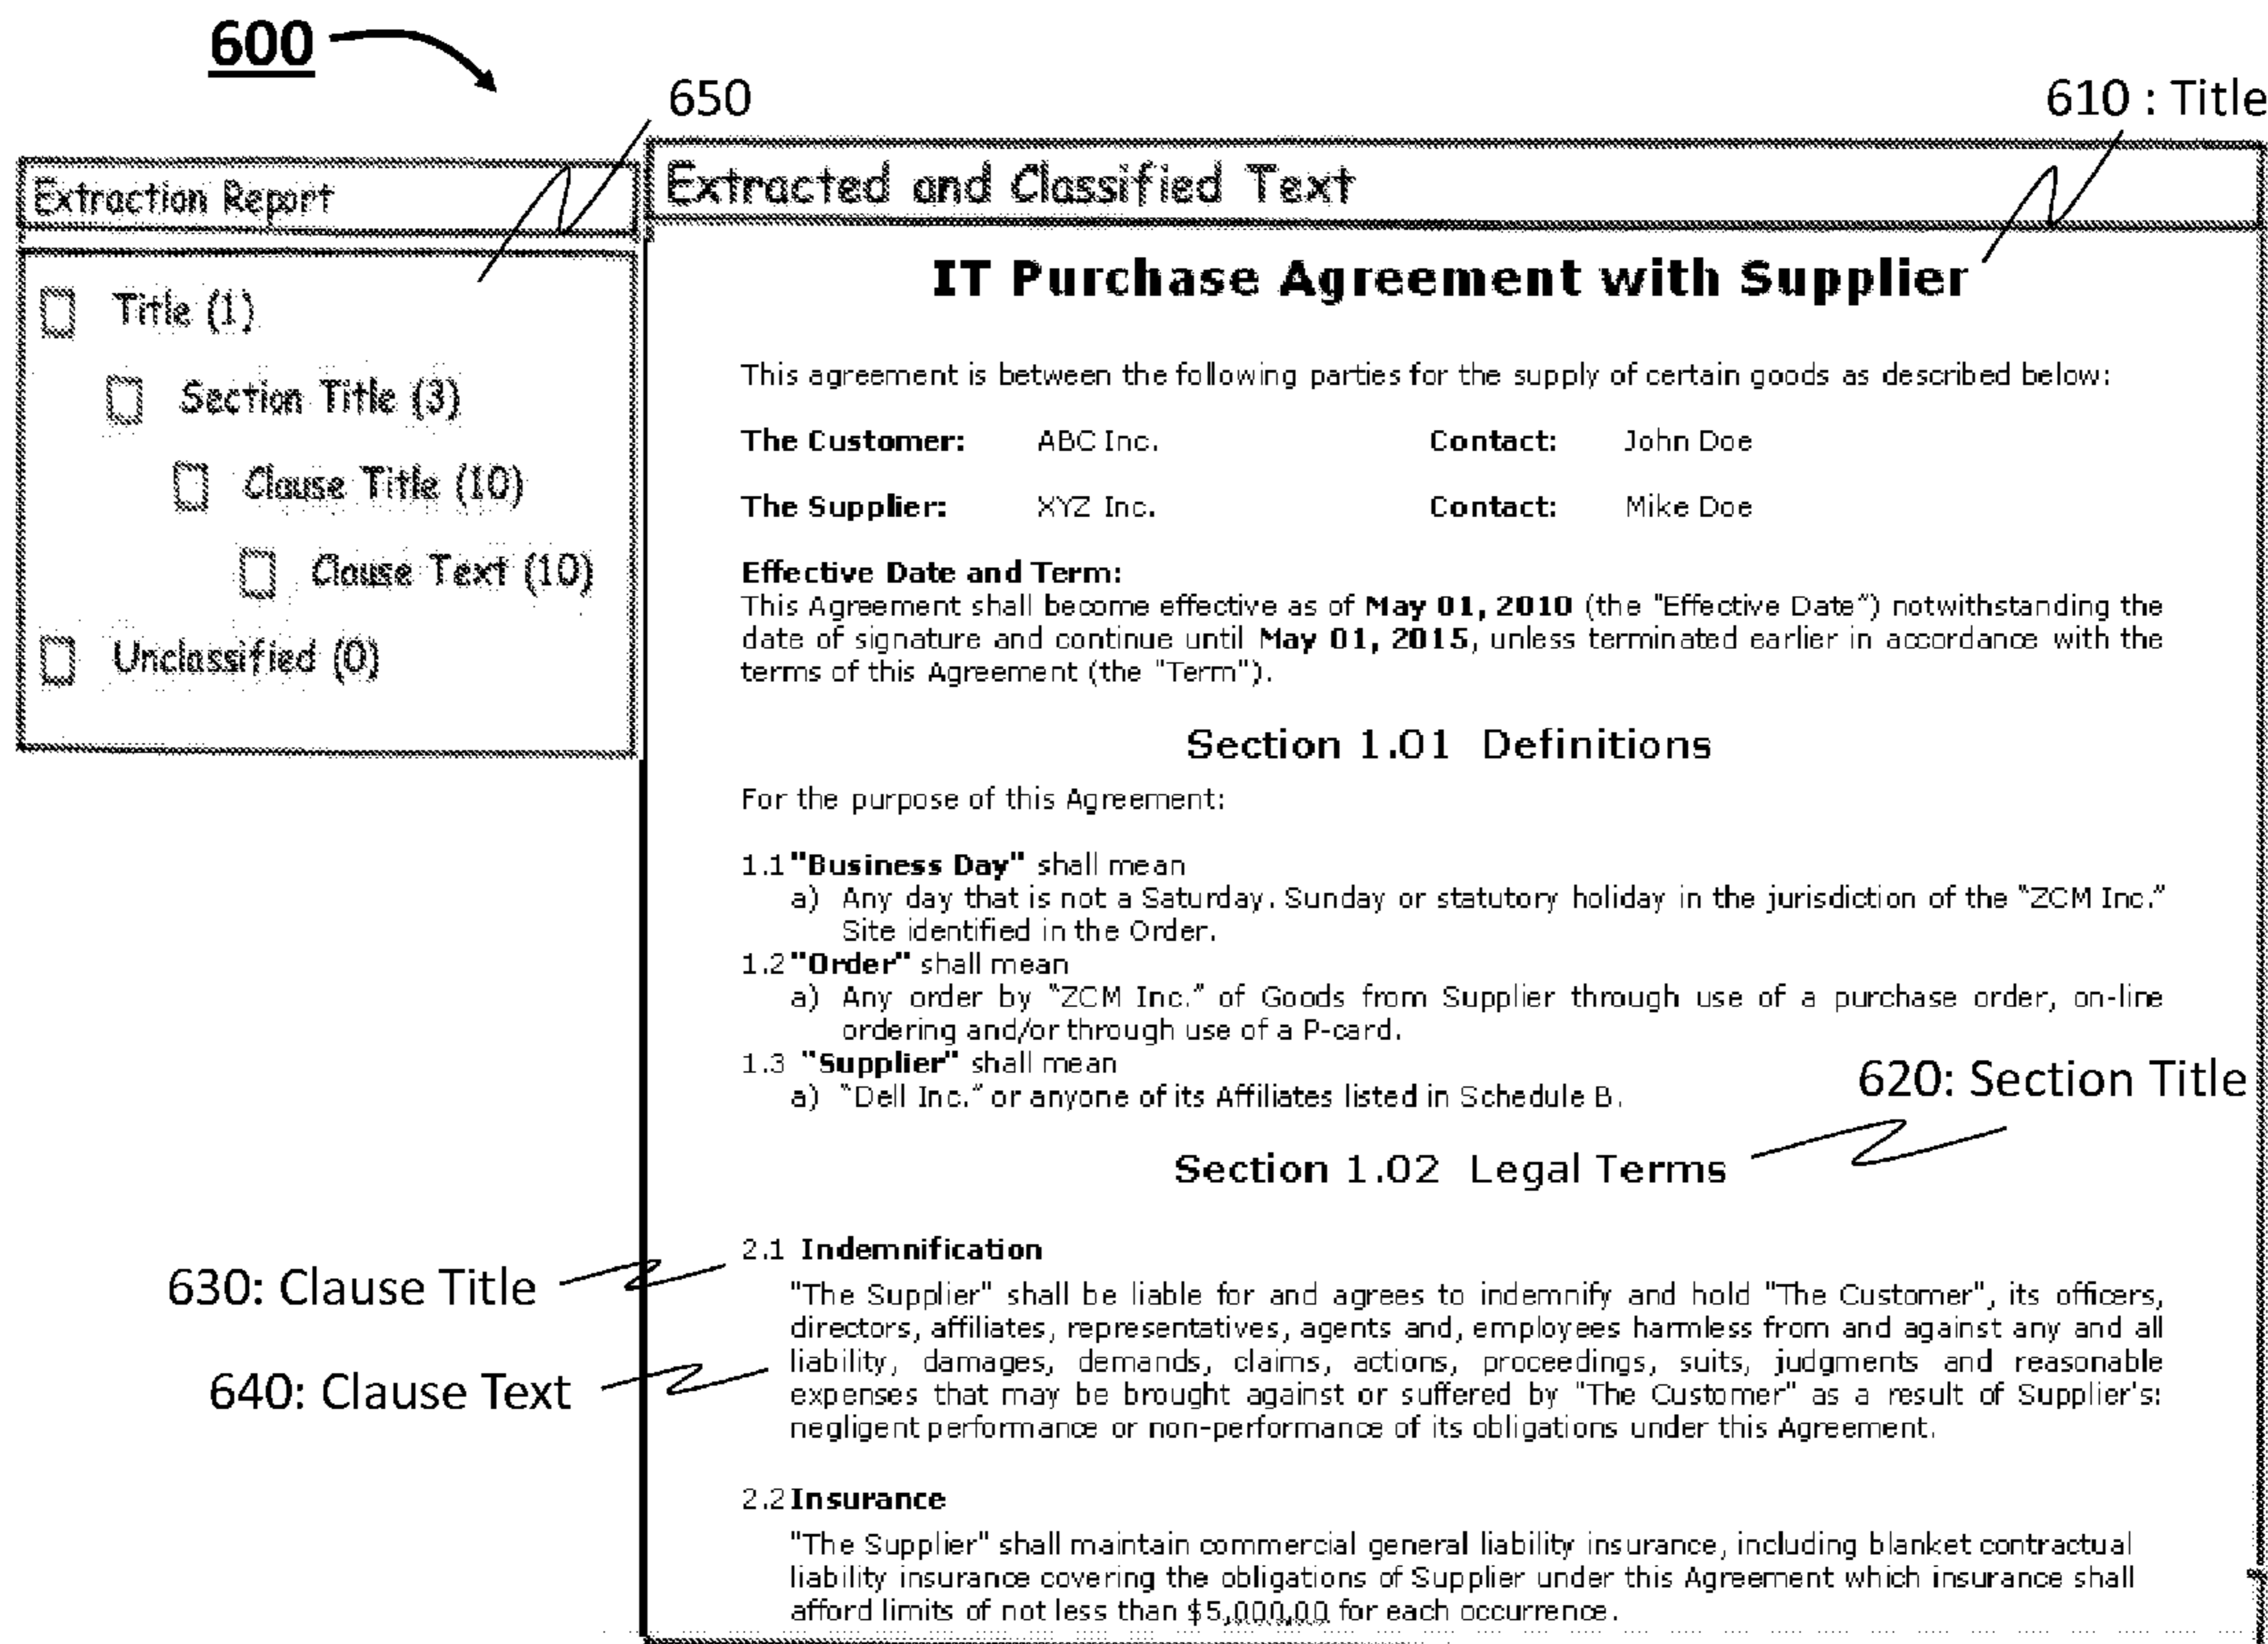 600
650
610 : Title
Extraction Report
Title (1)
Section Title (3)
Clause Title (10)
Clause Text (10)
Unclassified (0)
Extracted and Classified Text
IT Purchase Agreement with Supplier
This agreement is between the following parties for the supply of certain goods as described below:
The Customer: ABC Inc. Contact: John Doe
The Supplier: XYZ Inc. Contact: Mike Doe
Effective Date and Term:
This Agreement shall become effective as of May 01, 2010 (the "Effective Date") notwithstanding the
date of signature and continue until May 01, 2015, unless terminated earlier in accordance with the
terms of this Agreement (the "Term").
Section 1.01 Definitions
For the purpose of this Agreement:
1.1 "Business Day" shall mean
a) Any day that is not a Saturday. Sunday or statutory holiday in the jurisdiction of the "ZCM Inc."
Site identified in the Order.
1.2 "Order" shall mean
a) Any order by "ZCM Inc." of Goods from Supplier through use of a purchase order, on-line
ordering and/or through use of a P-card.
1.3 "Supplier" shall mean
a) "Dell Inc." or anyone of its Affiliates listed in Schedule B.
620: Section Title
Section 1.02 Legal Terms
2.1 Indemnification
630: Clause Title
"The Supplier" shall be liable for and agrees to indemnify and hold "The Customer", its officers,
directors, affiliates, representatives, agents and, employees harmless from and against any and all
liability, damages, demands, claims, actions, proceedings, suits, judgments and reasonable
expenses that may be brought against or suffered by "The Customer" as a result of Supplier's:
negligent performance or non-performance of its obligations under this Agreement.
640: Clause Text
2.2 Insurance
"The Supplier" shall maintain commercial general liability insurance, including blanket contractual
liability insurance covering the obligations of Supplier under this Agreement which insurance shall
afford limits of not less than $5,000,00 for each occurrence.